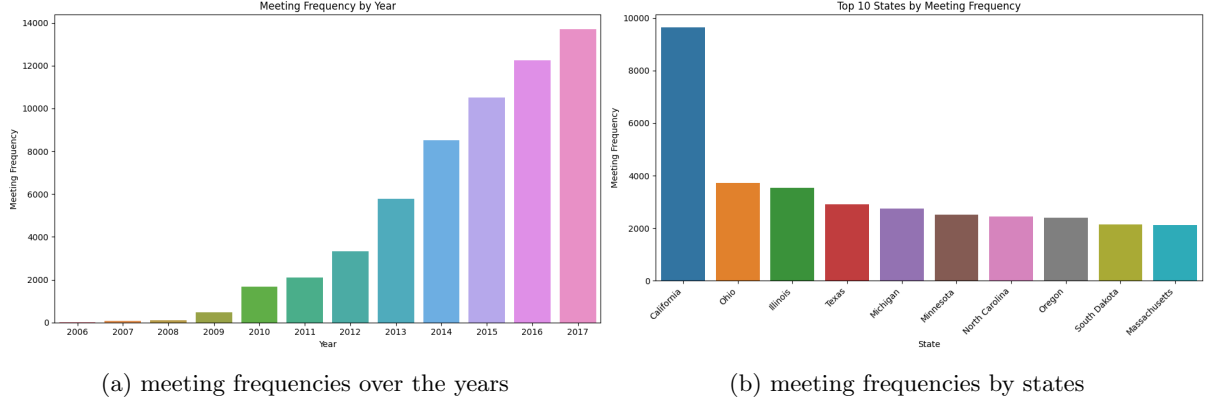 Meeting Frequency by Year
14000
12000
10000
8000
6000
4000
2000
0
Meeting Frequency
2006 2007 2008 2009 2010 2011 2012 2013 2014 2015 2016 2017
Year
(a) meeting frequencies over the years
Top 10 States by Meeting Frequency
10000
8000
6000
4000
2000
0
Meeting Frequency
California Ohio Illinois Texas Michigan Minnesota North Carolina Oregon South Dakota Massachusetts
State
(b) meeting frequencies by states